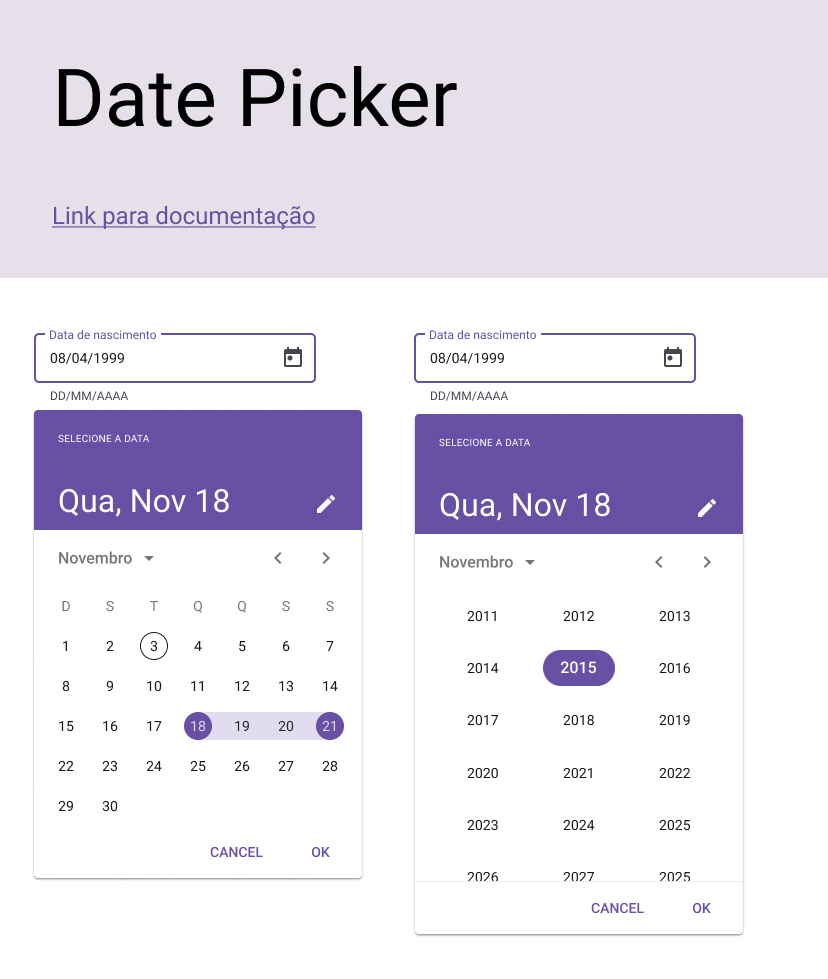 Date Picker
Link para documentação
Data de nascimento
08/04/1999
DD/MM/AAAA
SELECIONE A DATA
Qua, Nov 18
Novembro
D S T Q Q S S
1 2 3 4 5 6 7
8 9 10 11 12 13 14
15 16 17 18 19 20 21
22 23 24 25 26 27 28
29 30
CANCEL OK
Data de nascimento
08/04/1999
DD/MM/AAAA
SELECIONE A DATA
Qua, Nov 18
Novembro
2011 2012 2013
2014 2015 2016
2017 2018 2019
2020 2021 2022
2023 2024 2025
2026 2027 2025
CANCEL OK